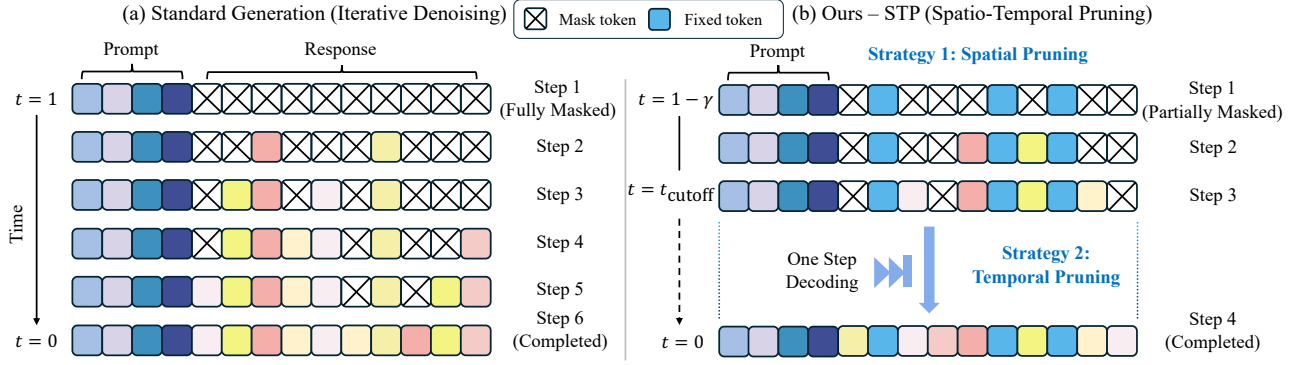 (a) Standard Generation (Iterative Denoising)
Mask token
Fixed token
(b) Ours – STP (Spatio-Temporal Pruning)
Prompt
Response
t = 1
Step 1
(Fully Masked)
Step 2
Step 3
Time
Step 4
Step 5
Step 6
t = 0
(Completed)
Prompt
Strategy 1: Spatial Pruning
t = 1 − γ
Step 1
(Partially Masked)
Step 2
t = t_cutoff
Step 3
One Step
Decoding
Strategy 2:
Temporal Pruning
t = 0
Step 4
(Completed)